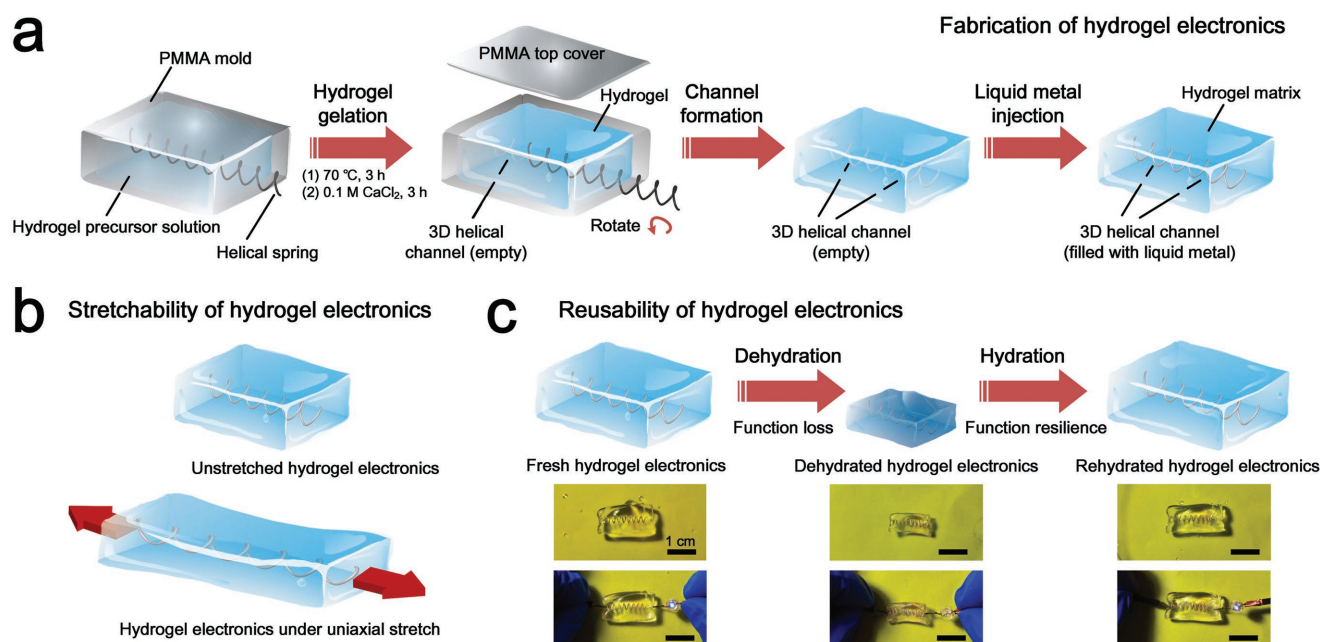 a
Fabrication of hydrogel electronics
PMMA mold
Hydrogel
gelation
(1) 70 ℃, 3 h
(2) 0.1 M CaCl₂, 3 h
Hydrogel precursor solution
Helical spring
PMMA top cover
Hydrogel
3D helical
channel (empty)
Rotate
Channel
formation
3D helical channel
(empty)
Liquid metal
injection
Hydrogel matrix
3D helical channel
(filled with liquid metal)
b
Stretchability of hydrogel electronics
Unstretched hydrogel electronics
Hydrogel electronics under uniaxial stretch
c
Reusability of hydrogel electronics
Dehydration
Function loss
Hydration
Function resilience
Fresh hydrogel electronics
Dehydrated hydrogel electronics
Rehydrated hydrogel electronics
1 cm